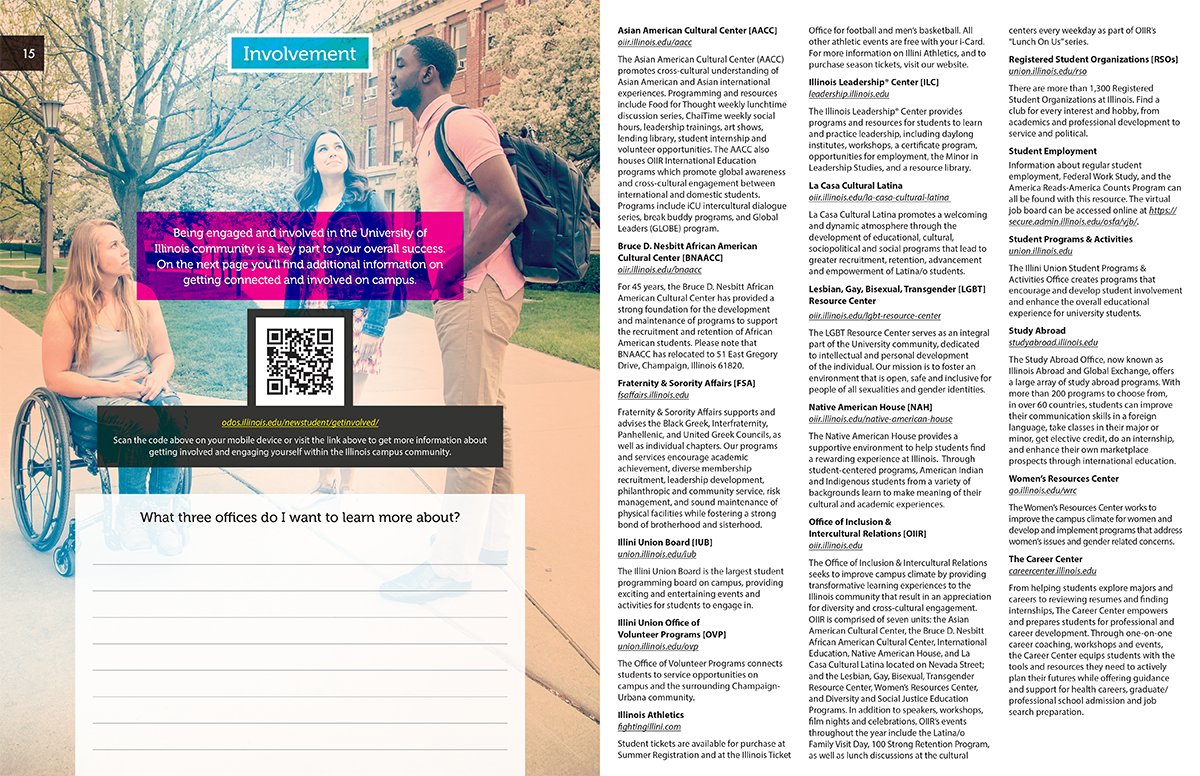 15
Involvement
Being engaged and involved in the University of
Illinois community is a key part to your overall success.
On the next page you'll find additional information on
getting connected and involved on campus.
odos.illinois.edu/newstudent/getinvolved/
Scan the code above on your mobile device or visit the link above to get more information about
getting involved and engaging yourself within the Illinois campus community.
What three offices do I want to learn more about?
Asian American Cultural Center [AACC]
oiir.illinois.edu/aacc
The Asian American Cultural Center (AACC)
promotes cross-cultural understanding of
Asian American and Asian international
experiences. Programming and resources
include Food for Thought weekly lunchtime
discussion series, ChaiTime weekly social
hours, leadership trainings, art shows,
lending library, student internship and
volunteer opportunities. The AACC also
houses OIIR International Education
programs which promote global awareness
and cross-cultural engagement between
international and domestic students.
Programs include iCU intercultural dialogue
series, break buddy programs, and Global
Leaders (GLOBE) program.
Bruce D. Nesbitt African American
Cultural Center [BNAACC]
oiir.illinois.edu/bnaacc
For 45 years, the Bruce D. Nesbitt African
American Cultural Center has provided a
strong foundation for the development
and maintenance of programs to support
the recruitment and retention of African
American students. Please note that
BNAACC has relocated to 51 East Gregory
Drive, Champaign, Illinois 61820.
Fraternity & Sorority Affairs [FSA]
fsaffairs.illinois.edu
Fraternity & Sorority Affairs supports and
advises the Black Greek, Interfraternity,
Panhellenic, and United Greek Councils, as
well as individual chapters. Our programs
and services encourage academic
achievement, diverse membership
recruitment, leadership development,
philanthropic and community service, risk
management, and sound maintenance of
physical facilities while fostering a strong
bond of brotherhood and sisterhood.
Illini Union Board [IUB]
union.illinois.edu/iub
The Illini Union Board is the largest student
programming board on campus, providing
exciting and entertaining events and
activities for students to engage in.
Illini Union Office of
Volunteer Programs [OVP]
union.illinois.edu/ovp
The Office of Volunteer Programs connects
students to service opportunities on
campus and the surrounding Champaign-
Urbana community.
Illinois Athletics
fightingillini.com
Student tickets are available for purchase at
Summer Registration and at the Illinois Ticket
Office for football and men's basketball. All
other athletic events are free with your i-Card.
For more information on Illini Athletics, and to
purchase season tickets, visit our website.
Illinois Leadership® Center [ILC]
leadership.illinois.edu
The Illinois Leadership® Center provides
programs and resources for students to learn
and practice leadership, including daylong
institutes, workshops, a certificate program,
opportunities for employment, the Minor in
Leadership Studies, and a resource library.
La Casa Cultural Latina
oiir.illinois.edu/la-casa-cultural-latina
La Casa Cultural Latina promotes a welcoming
and dynamic atmosphere through the
development of educational, cultural,
sociopolitical and social programs that lead to
greater recruitment, retention, advancement
and empowerment of Latina/o students.
Lesbian, Gay, Bisexual, Transgender [LGBT]
Resource Center
oiir.illinois.edu/lgbt-resource-center
The LGBT Resource Center serves as an integral
part of the University community, dedicated
to intellectual and personal development
of the individual. Our mission is to foster an
environment that is open, safe and inclusive for
people of all sexualities and gender identities.
Native American House [NAH]
oiir.illinois.edu/native-american-house
The Native American House provides a
supportive environment to help students find
a rewarding experience at Illinois. Through
student-centered programs, American Indian
and Indigenous students from a variety of
backgrounds learn to make meaning of their
cultural and academic experiences.
Office of Inclusion &
Intercultural Relations [OIIR]
oiir.illinois.edu
The Office of Inclusion & Intercultural Relations
seeks to improve campus climate by providing
transformative learning experiences to the
Illinois community that result in an appreciation
for diversity and cross-cultural engagement.
OIIR is comprised of seven units: the Asian
American Cultural Center, the Bruce D. Nesbitt
African American Cultural Center, International
Education, Native American House, and La
Casa Cultural Latina located on Nevada Street;
and the Lesbian, Gay, Bisexual, Transgender
Resource Center, Women's Resources Center,
and Diversity and Social Justice Education
Programs. In addition to speakers, workshops,
film nights and celebrations, OIIR's events
throughout the year include the Latina/o
Family Visit Day, 100 Strong Retention Program,
as well as lunch discussions at the cultural
centers every weekday as part of OIIR's
"Lunch On Us" series.
Registered Student Organizations [RSOs]
union.illinois.edu/rso
There are more than 1,300 Registered
Student Organizations at Illinois. Find a
club for every interest and hobby, from
academics and professional development to
service and political.
Student Employment
Information about regular student
employment, Federal Work Study, and the
America Reads-America Counts Program can
all be found with this resource. The virtual
job board can be accessed online at https://
secure.admin.illinois.edu/osfa/vjb/.
Student Programs & Activities
union.illinois.edu
The Illini Union Student Programs &
Activities Office creates programs that
encourage and develop student involvement
and enhance the overall educational
experience for university students.
Study Abroad
studyabroad.illinois.edu
The Study Abroad Office, now known as
Illinois Abroad and Global Exchange, offers
a large array of study abroad programs. With
more than 200 programs to choose from,
in over 60 countries, students can improve
their communication skills in a foreign
language, take classes in their major or
minor, get elective credit, do an internship,
and enhance their own marketplace
prospects through international education.
Women's Resources Center
go.illinois.edu/wrc
The Women's Resources Center works to
improve the campus climate for women and
develop and implement programs that address
women's issues and gender related concerns.
The Career Center
careercenter.illinois.edu
From helping students explore majors and
careers to reviewing resumes and finding
internships, The Career Center empowers
and prepares students for professional and
career development. Through one-on-one
career coaching, workshops and events,
the Career Center equips students with the
tools and resources they need to actively
plan their futures while offering guidance
and support for health careers, graduate/
professional school admission and job
search preparation.